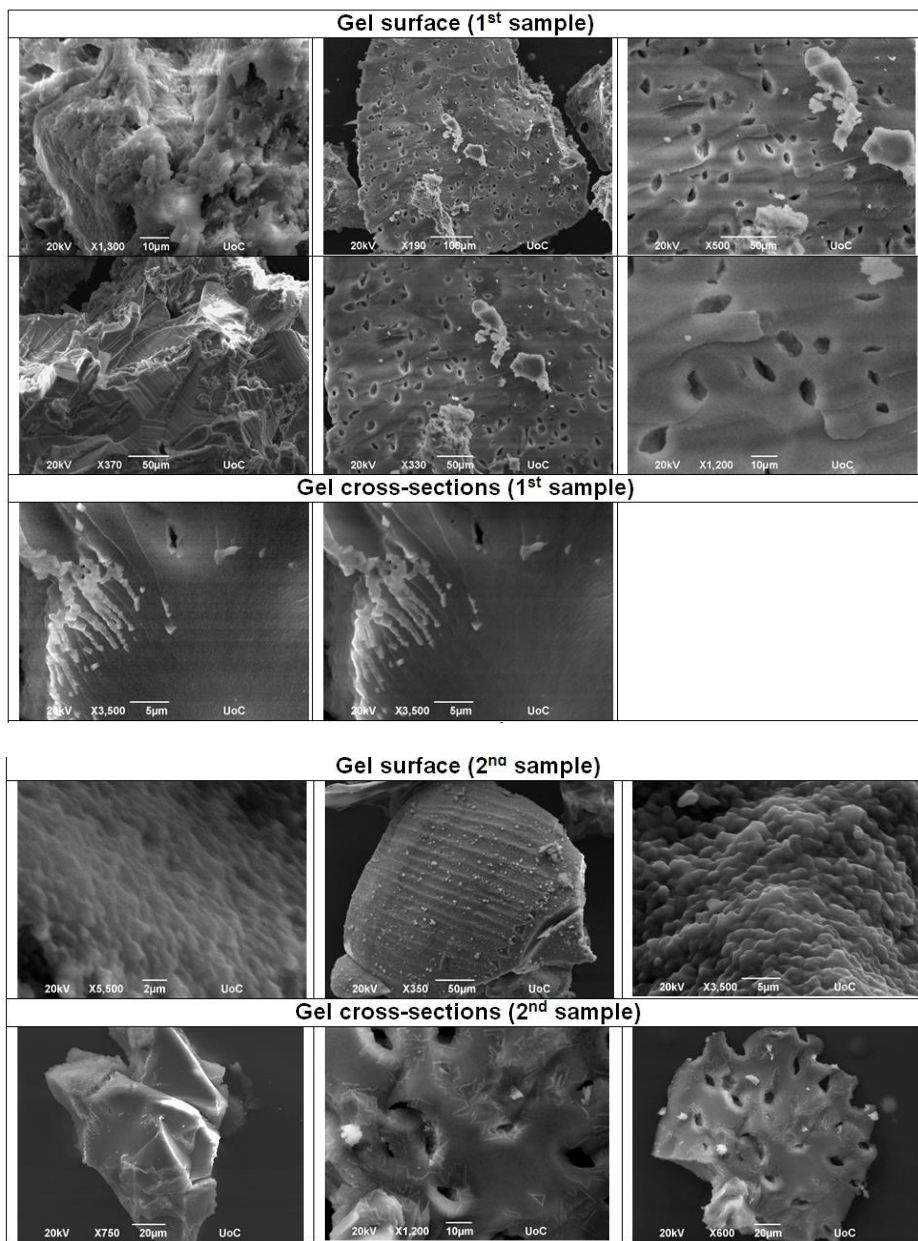 Gel surface (1st sample)
20kV X1,300 10µm UoC
20kV X190 100µm UoC
20kV X500 50µm UoC
20kV X370 50µm UoC
20kV X330 50µm UoC
20kV X1,200 10µm UoC
Gel cross-sections (1st sample)
20kV X3,500 5µm UoC
20kV X3,500 5µm UoC
Gel surface (2nd sample)
20kV X5,500 2µm UoC
20kV X350 50µm UoC
20kV X3,500 5µm UoC
Gel cross-sections (2nd sample)
20kV X750 20µm UoC
20kV X1,200 10µm UoC
20kV X600 20µm UoC